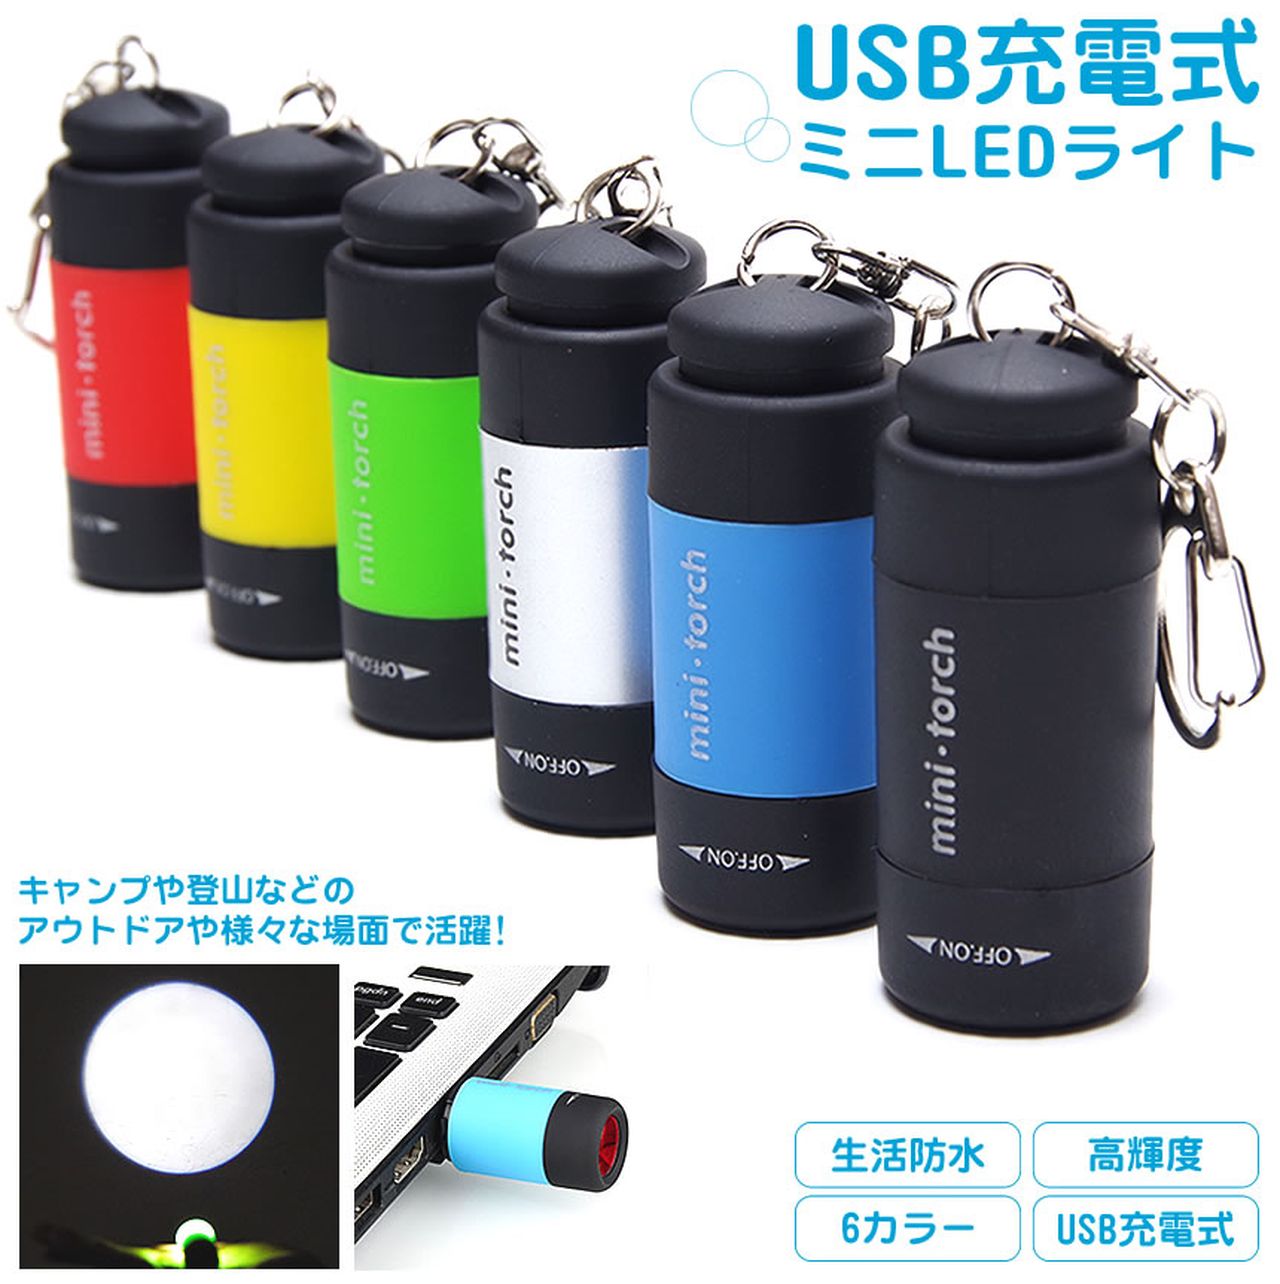 USB充電式
ミニLEDライト
mini・torch
mini・torch
mini・torch
mini・torch
mini・torch
mini・torch
OFF.ON
OFF.ON
OFF.ON
OFF.ON
OFF.ON
キャンプや登山などの
アウトドアや様々な場面で活躍!
pgdn
end
生活防水
高輝度
6カラー
USB充電式